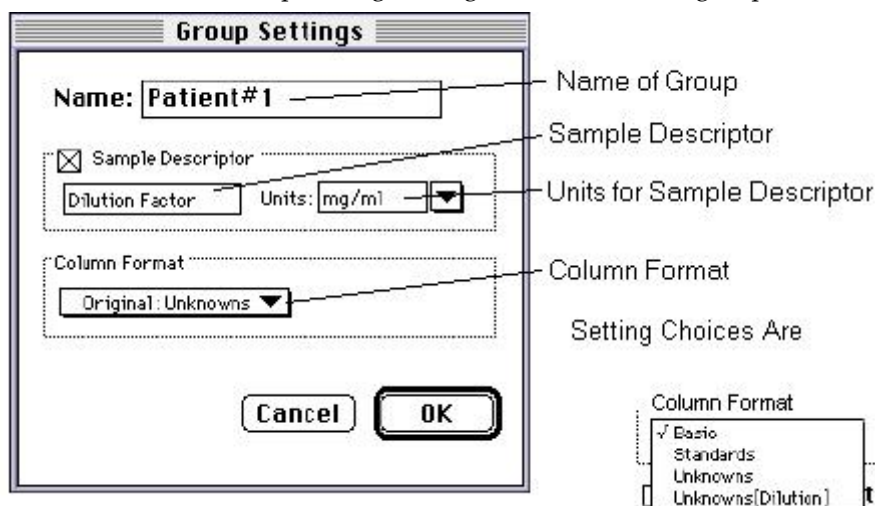 Group Settings
Name: Patient#1
Name of Group
Sample Descriptor
Sample Descriptor
Dilution Factor Units: mg/ml
Units for Sample Descriptor
Column Format
Original:Unknowns
Column Format
Setting Choices Are
Cancel OK
Column Format
√ Basic
Standards
Unknowns
Unknowns[Dilution]